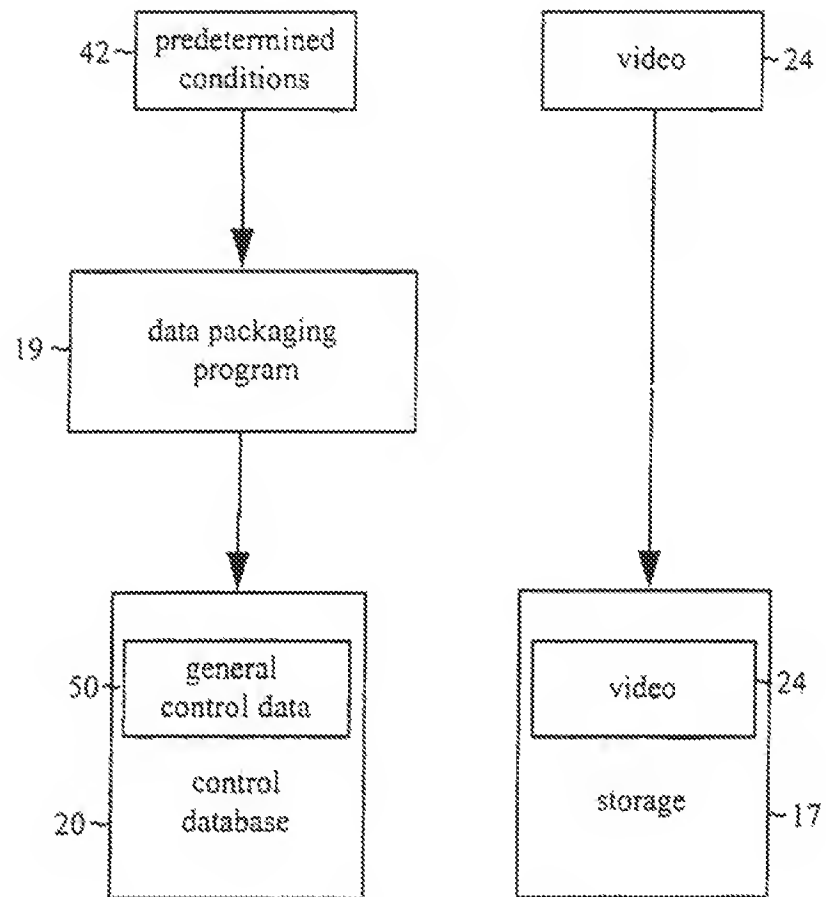 42
predetermined
conditions
video
24
19
data packaging
program
50
general
control data
video
24
20
control
database
storage
17